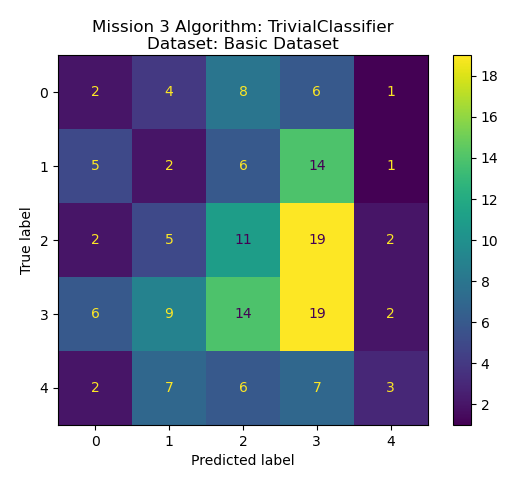 Mission 3 Algorithm: TrivialClassifier
Dataset: Basic Dataset
0 2 4 8 6 1
1 5 2 6 14 1
2 2 5 11 19 2
3 6 9 14 19 2
4 2 7 6 7 3
0 1 2 3 4
True label
Predicted label
18
16
14
12
10
8
6
4
2